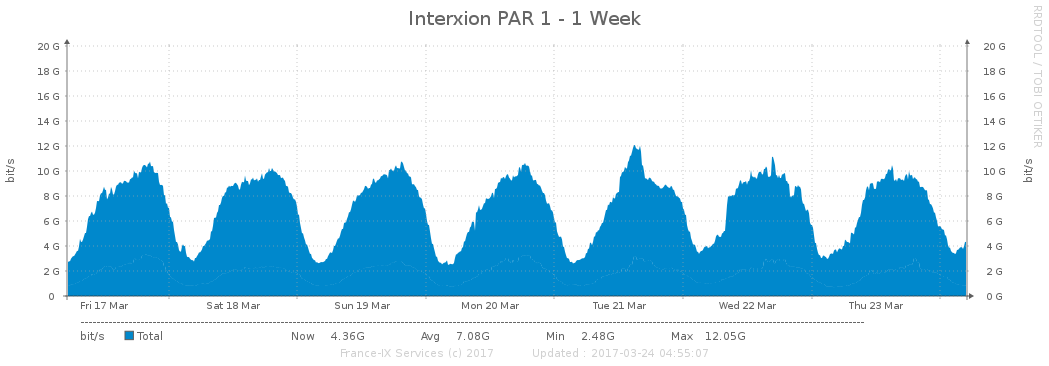 Interxion PAR 1 - 1 Week
RRDTOOL / TOBI OETIKER
bit/s
20 G
18 G
16 G
14 G
12 G
10 G
8 G
6 G
4 G
2 G
0
20 G
18 G
16 G
14 G
12 G
10 G
8 G
6 G
4 G
2 G
0 G
bit/s
Fri 17 Mar Sat 18 Mar Sun 19 Mar Mon 20 Mar Tue 21 Mar Wed 22 Mar Thu 23 Mar
bit/s Total Now 4.36G Avg 7.08G Min 2.48G Max 12.05G
France-IX Services (c) 2017 Updated : 2017-03-24 04:55:07